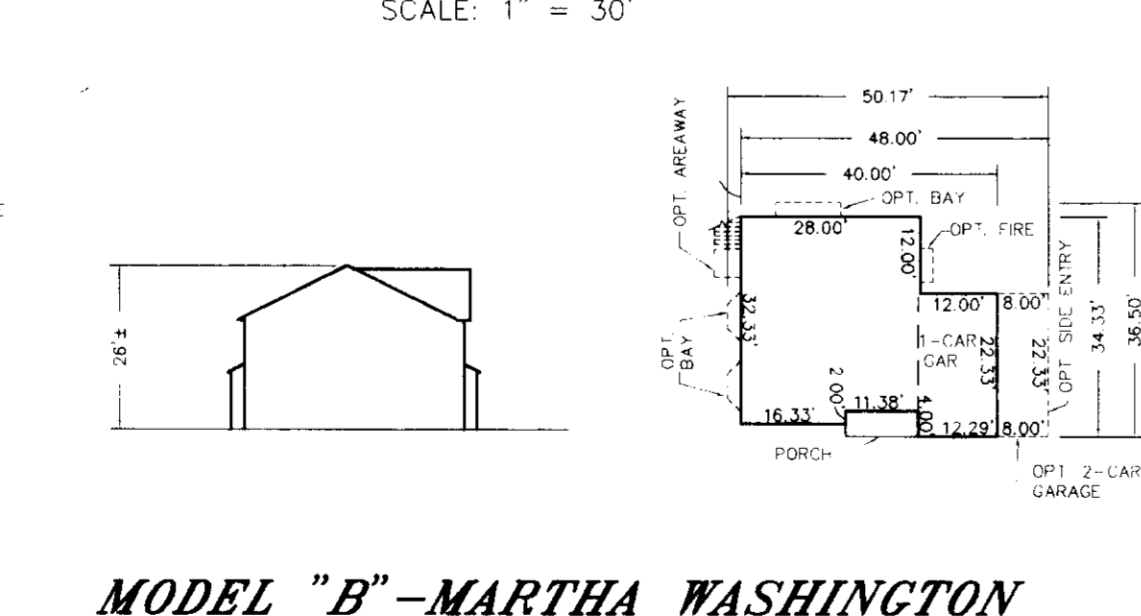 SCALE: 1" = 30'
50.17'
48.00'
40.00'
OPT. AREAWAY
OPT. BAY
28.00'
12.00'
OPT. FIRE
12.00'
8.00'
OPT SIDE ENTRY
34.33'
36.50'
26'±
32.33'
OPT.
BAY
1-CAR
GAR
22.33'
22.33'
2.00'
11.38'
4.00'
16.33'
12.29'
8.00'
PORCH
OPT 2-CAR
GARAGE
MODEL "B"-MARTHA WASHINGTON